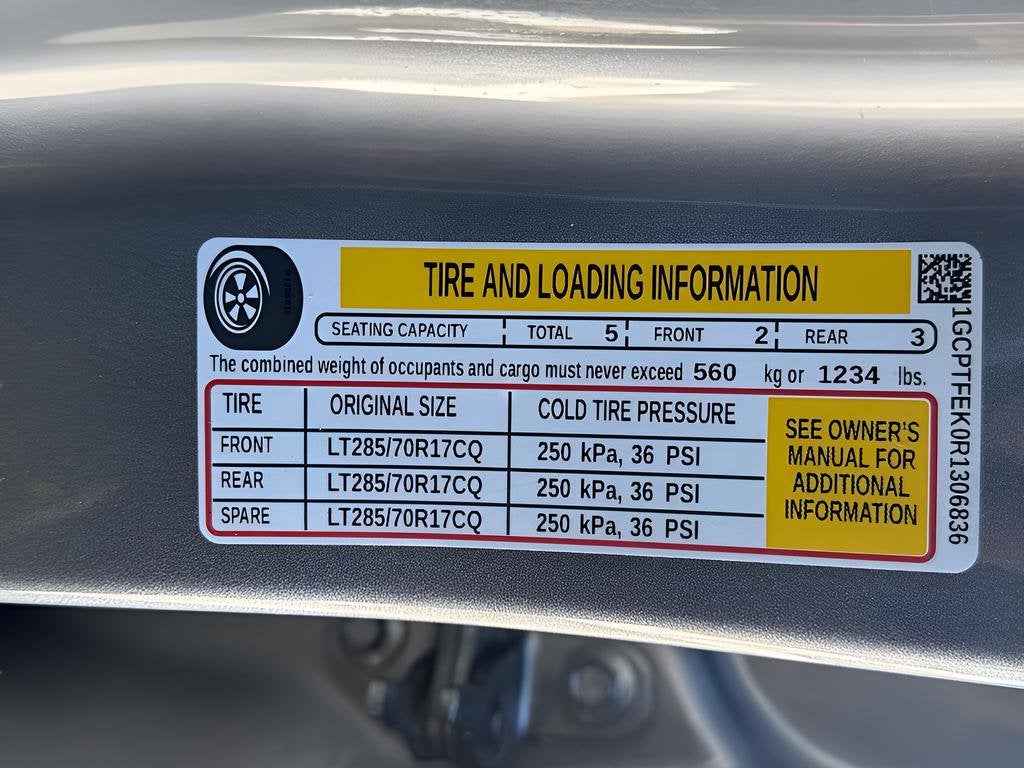 TIRE AND LOADING INFORMATION
SEATING CAPACITY TOTAL 5 FRONT 2 REAR 3
The combined weight of occupants and cargo must never exceed 560 kg or 1234 lbs.
TIRE ORIGINAL SIZE COLD TIRE PRESSURE
FRONT LT285/70R17CQ 250 kPa, 36 PSI
REAR LT285/70R17CQ 250 kPa, 36 PSI
SPARE LT285/70R17CQ 250 kPa, 36 PSI
SEE OWNER'S
MANUAL FOR
ADDITIONAL
INFORMATION
1GCPTFEK0R1306836